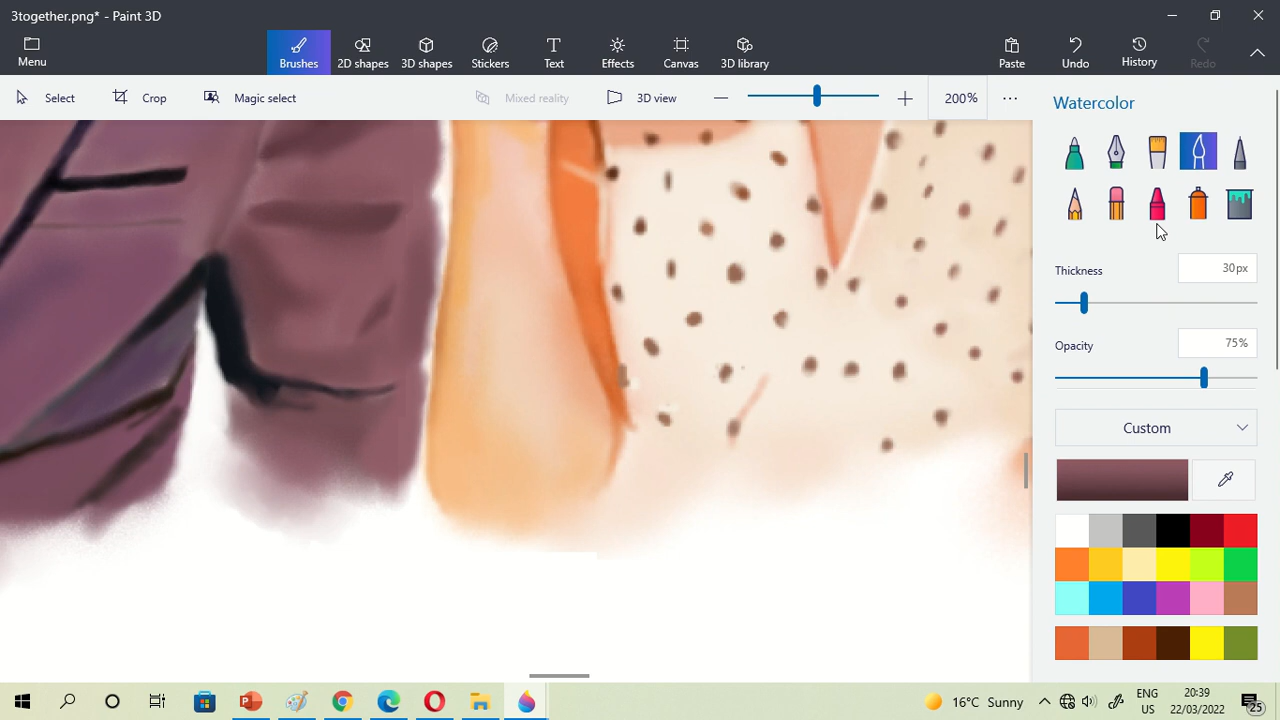 3together.png* - Paint 3D
Menu
Brushes
2D shapes
3D shapes
Stickers
Text
Effects
Canvas
3D library
Paste
Undo
History
Redo
Select
Crop
Magic select
Mixed reality
3D view
200%
Watercolor
Thickness
30px
Opacity
75%
Custom
16°C Sunny
ENG
US
20:39
22/03/2022
25